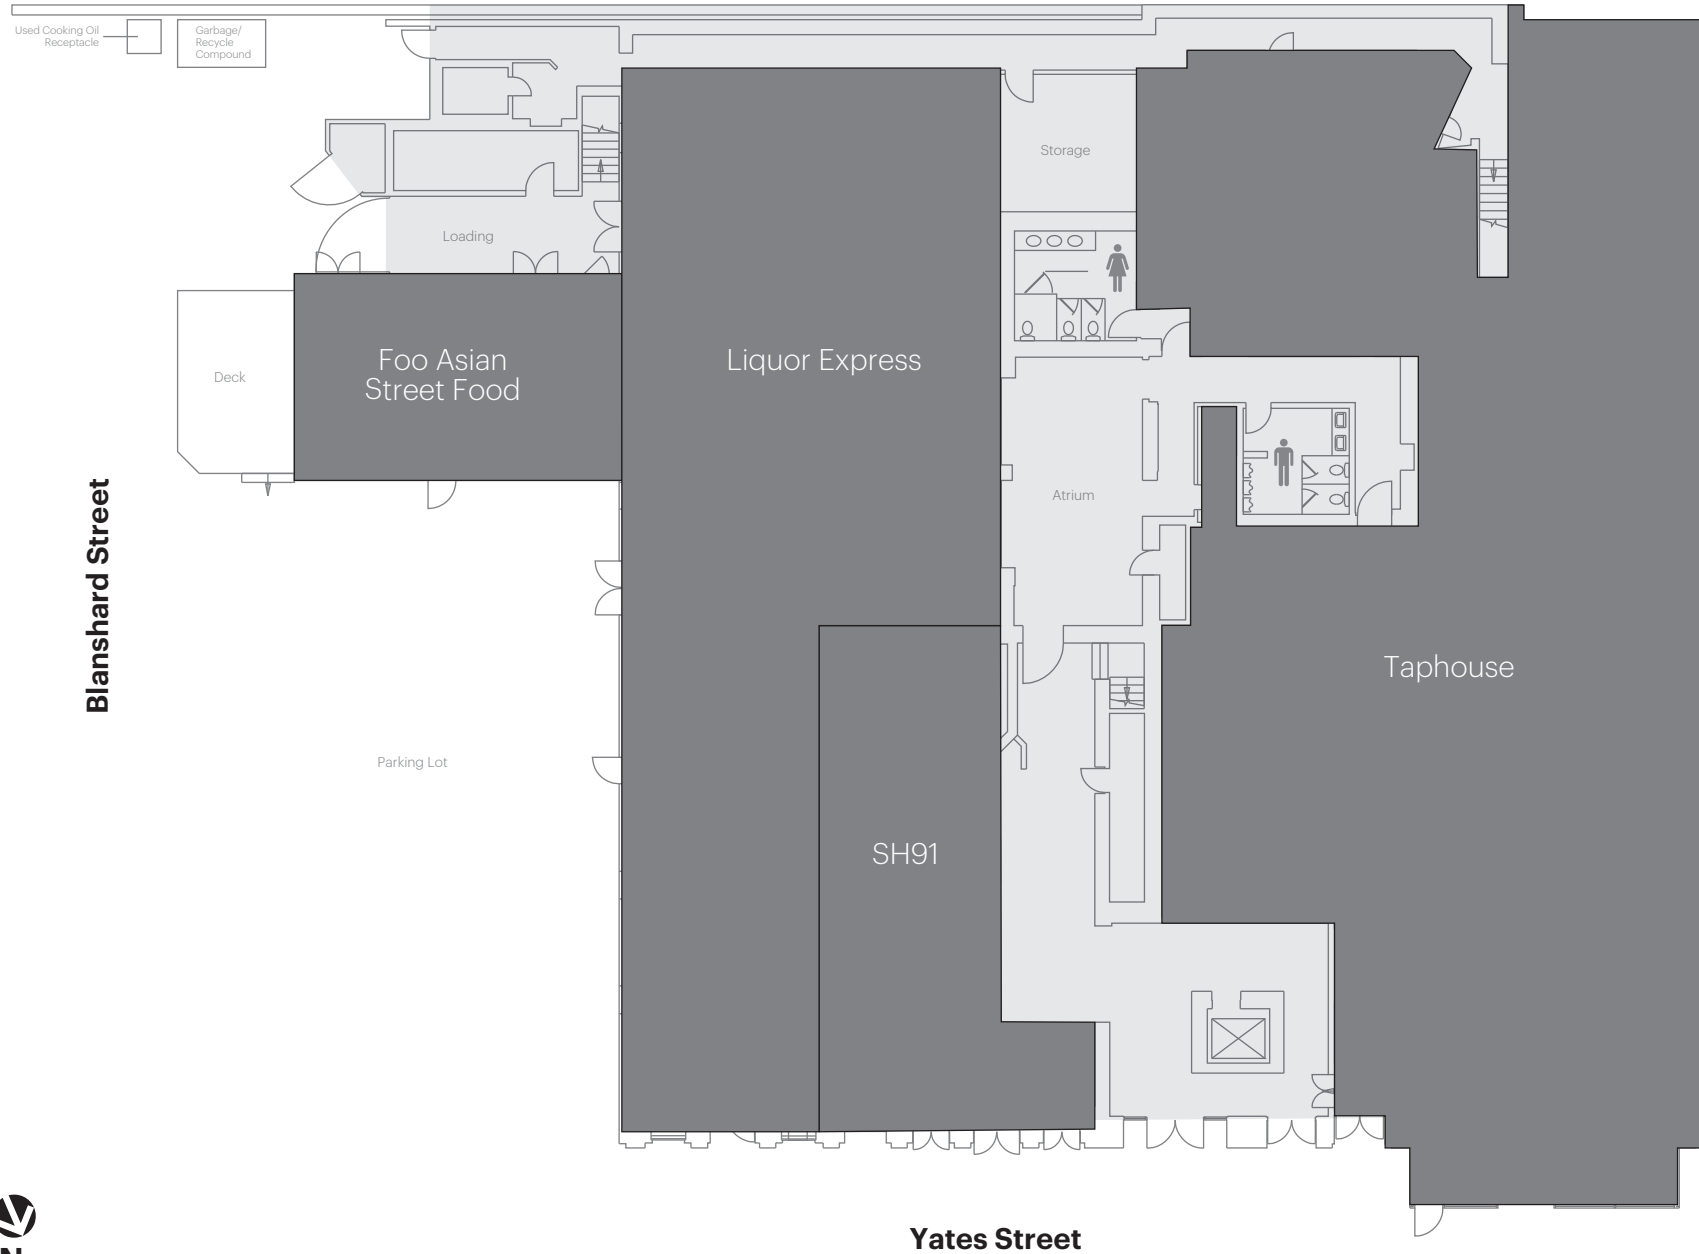 Used Cooking Oil
Receptacle
Garbage/
Recycle
Compound
Storage
Loading
Deck
Foo Asian
Street Food
Liquor Express
Atrium
Blanshard Street
Taphouse
Parking Lot
SH91
Yates Street
N